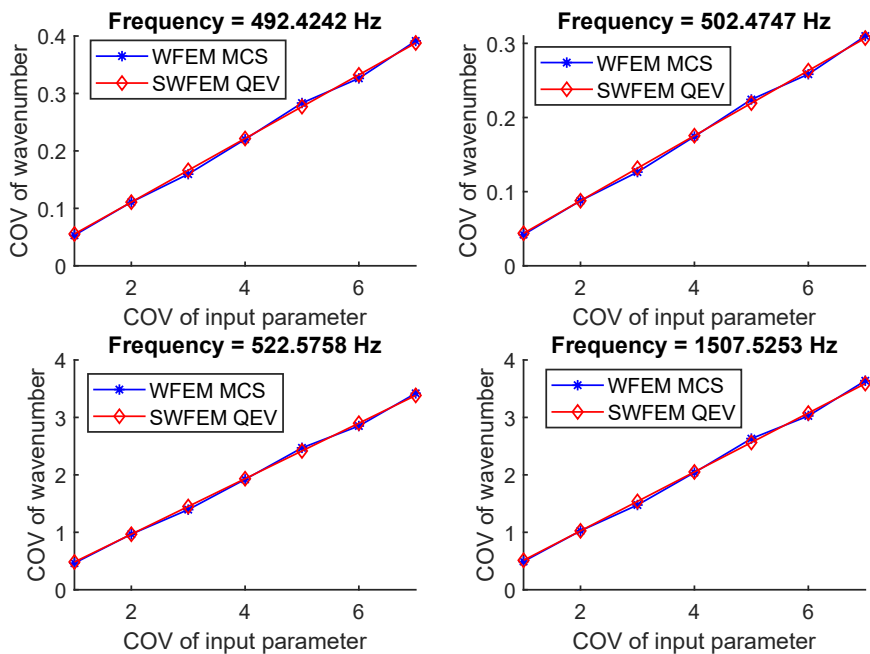 Frequency = 492.4242 Hz
0.4
0.3
0.2
0.1
0
COV of wavenumber
WFEM MCS
SWFEM QEV
2
4
6
COV of input parameter
Frequency = 502.4747 Hz
0.3
0.2
0.1
0
COV of wavenumber
WFEM MCS
SWFEM QEV
2
4
6
COV of input parameter
Frequency = 522.5758 Hz
4
3
2
1
0
COV of wavenumber
WFEM MCS
SWFEM QEV
2
4
6
COV of input parameter
Frequency = 1507.5253 Hz
4
3
2
1
0
COV of wavenumber
WFEM MCS
SWFEM QEV
2
4
6
COV of input parameter